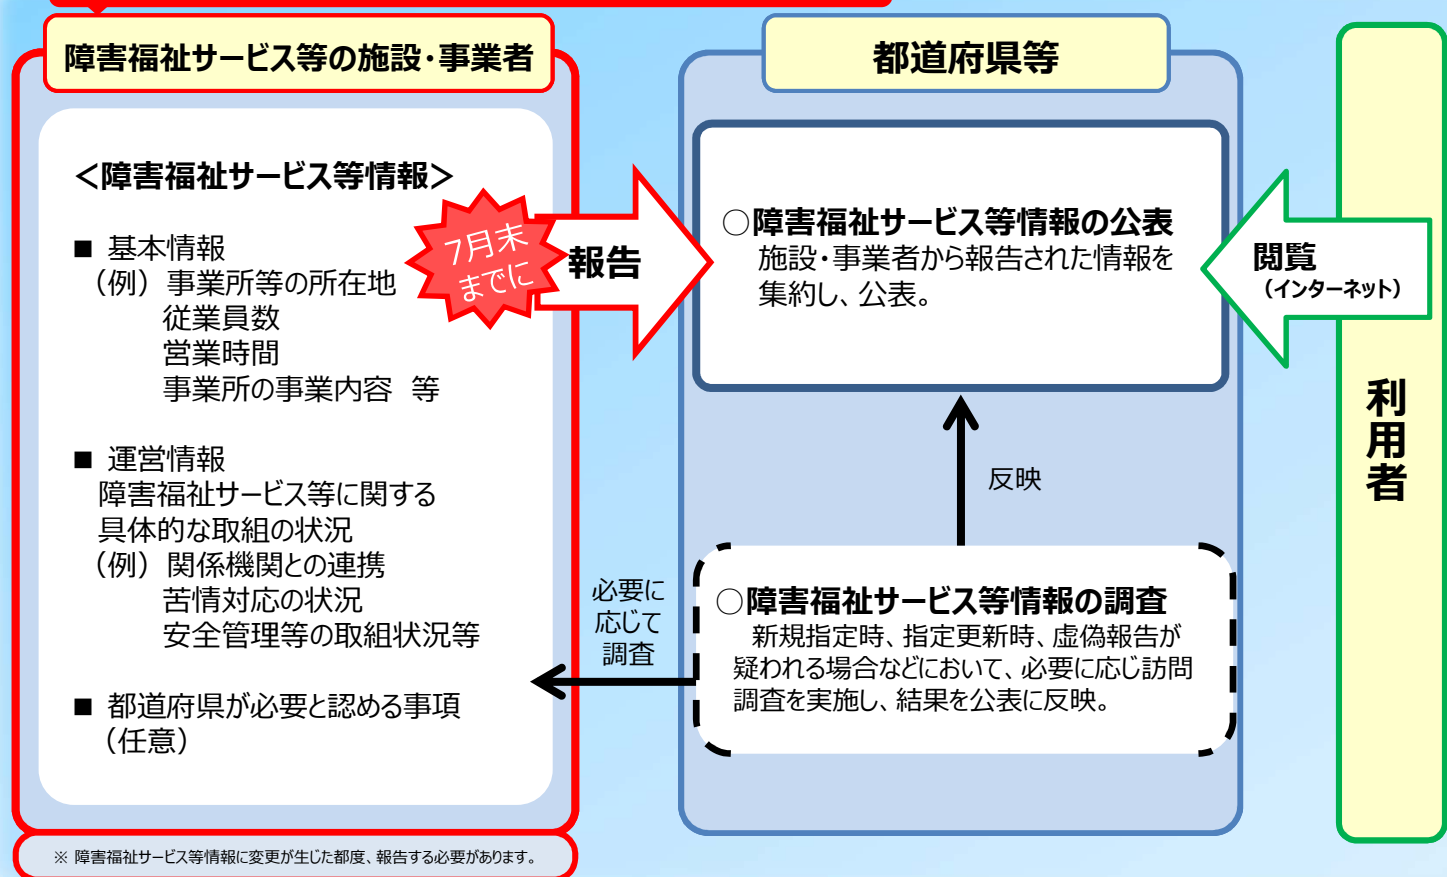 障害福祉サービス等の施設・事業者
＜障害福祉サービス等情報＞
■ 基本情報
（例）事業所等の所在地
従業員数
営業時間
事業所の事業内容 等
■ 運営情報
障害福祉サービス等に関する
具体的な取組の状況
（例）関係機関との連携
苦情対応の状況
安全管理等の取組状況等
■ 都道府県が必要と認める事項
（任意）
※ 障害福祉サービス等情報に変更が生じた都度、報告する必要があります。
7月末
までに
報告
必要に
応じて
調査
都道府県等
○障害福祉サービス等情報の公表
施設・事業者から報告された情報を
集約し、公表。
反映
○障害福祉サービス等情報の調査
新規指定時、指定更新時、虚偽報告が
疑われる場合などにおいて、必要に応じ訪問
調査を実施し、結果を公表に反映。
閲覧
（インターネット）
利用者